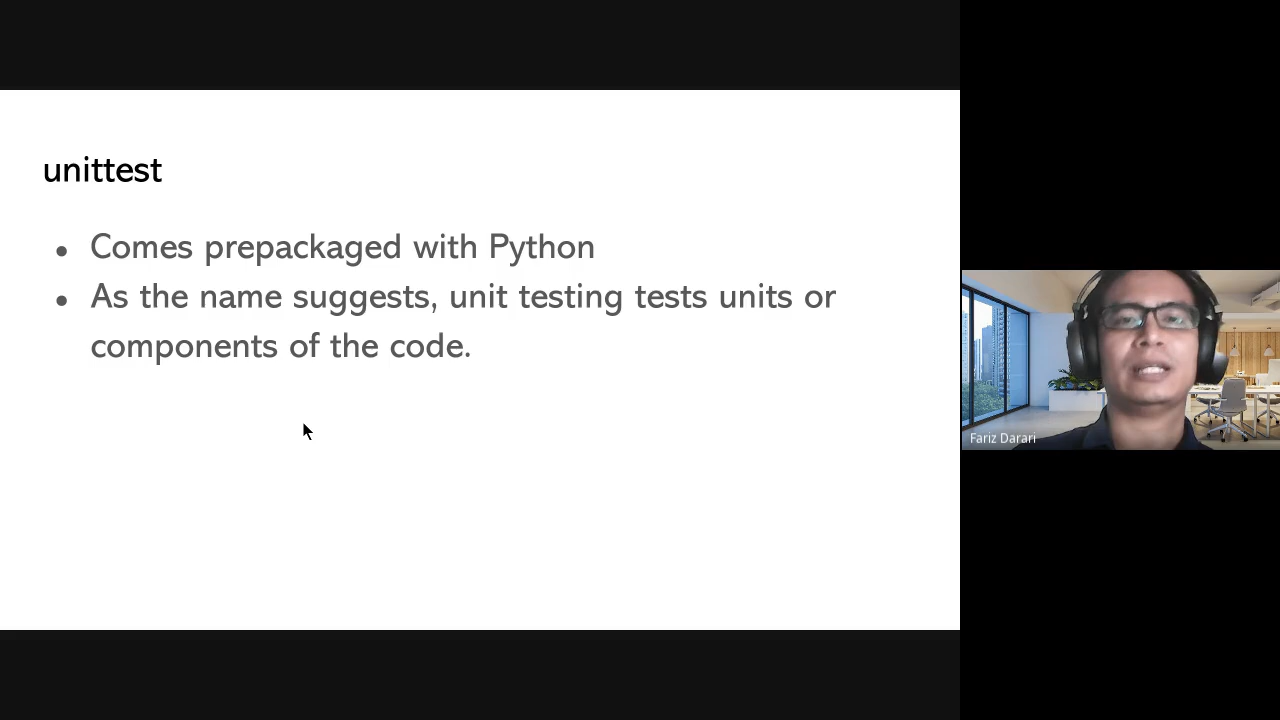 unittest
● Comes prepackaged with Python
● As the name suggests, unit testing tests units or
components of the code.
Fariz Darari